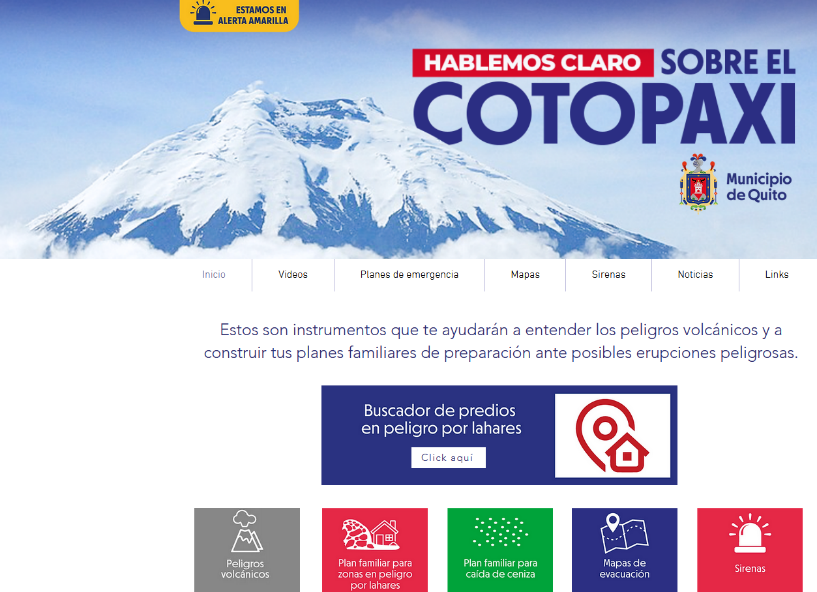 ESTAMOS EN
ALERTA AMARILLA
HABLEMOS CLARO SOBRE EL
COTOPAXI
Municipio
de Quito
Inicio
Videos
Planes de emergencia
Mapas
Sirenas
Noticias
Links
Estos son instrumentos que te ayudarán a entender los peligros volcánicos y a
construir tus planes familiares de preparación ante posibles erupciones peligrosas.
Buscador de predios
en peligro por lahares
Click aquí
Peligros
volcánicos
Plan familiar para
zonas en peligro
por lahares
Plan familiar para
caída de ceniza
Mapas de
evacuación
Sirenas